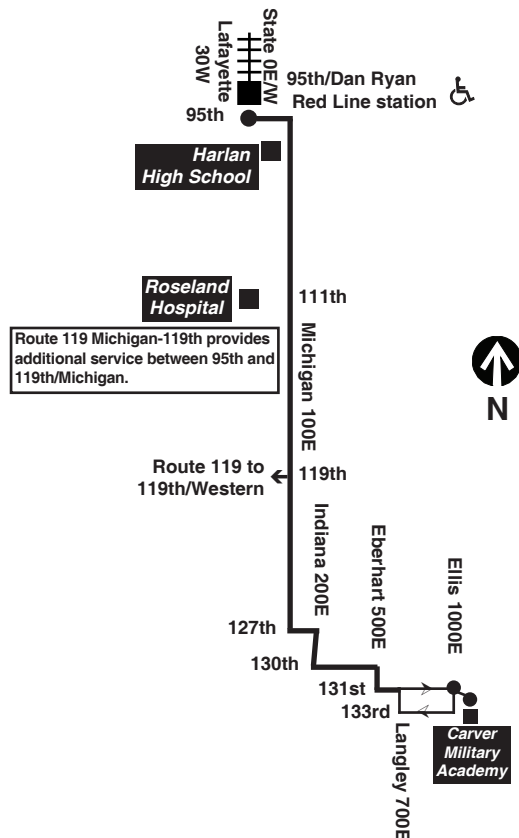 State 0E/W
Lafayette
30W
95th/Dan Ryan
Red Line station
95th
Harlan
High School
Roseland
Hospital
111th
Michigan 100E
Route 119 Michigan-119th provides
additional service between 95th and
119th/Michigan.
N
Route 119 to
119th/Western
119th
Indiana 200E
Eberhart 500E
Ellis 1000E
127th
130th
131st
133rd
Langley 700E
Carver
Military
Academy